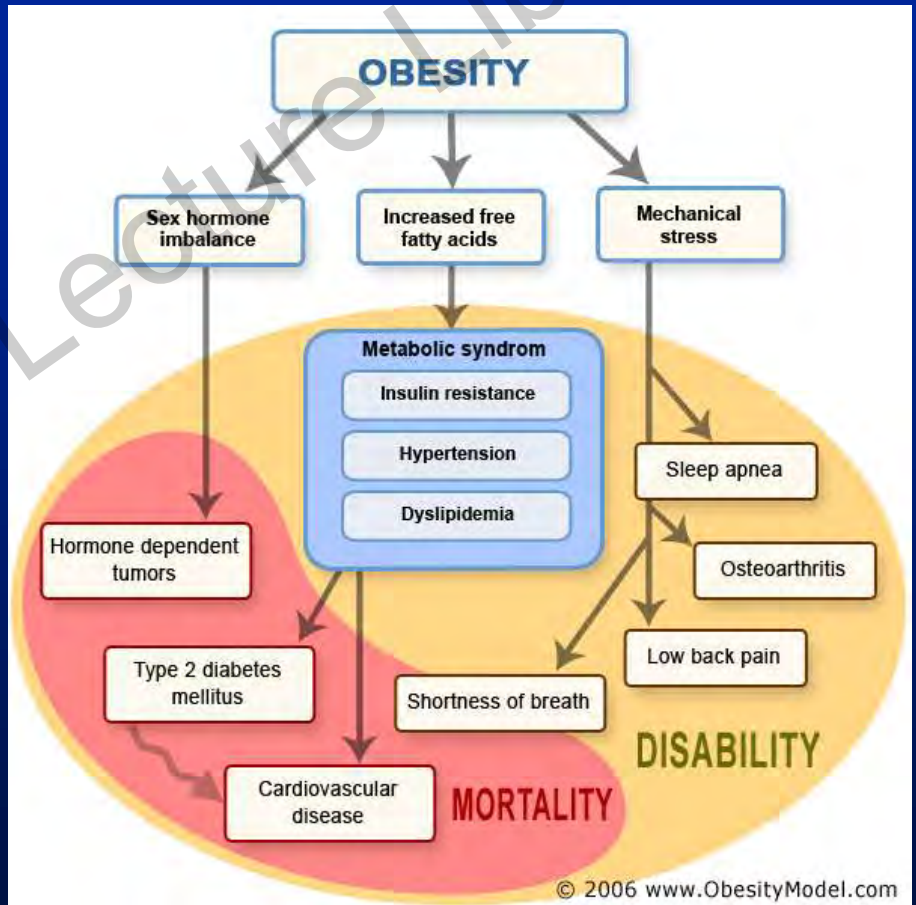 Lecture Lib
OBESITY
Sex hormone
imbalance
Increased free
fatty acids
Mechanical
stress
Metabolic syndrom
Insulin resistance
Hypertension
Dyslipidemia
Sleep apnea
Hormone dependent
tumors
Osteoarthritis
Low back pain
Type 2 diabetes
mellitus
Shortness of breath
DISABILITY
Cardiovascular
disease
MORTALITY
© 2006 www.ObesityModel.com